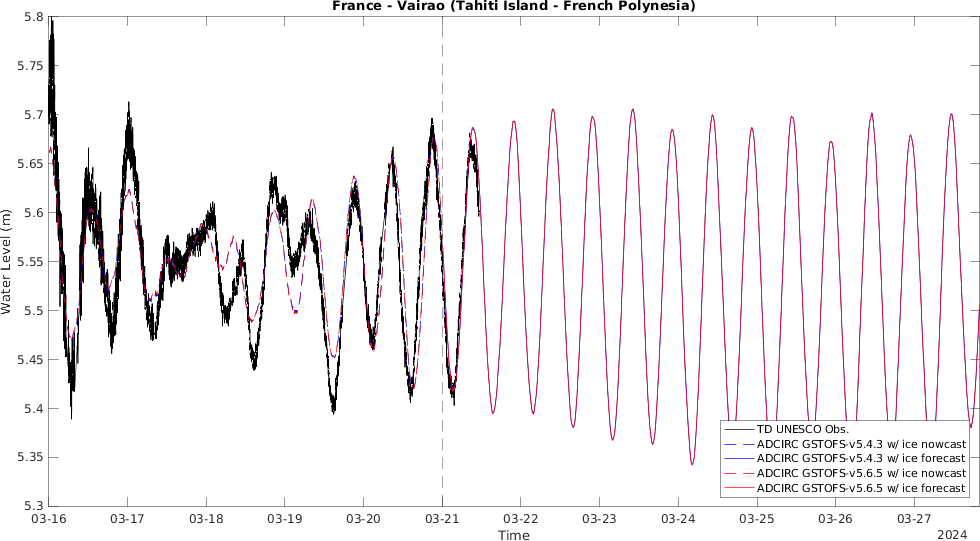 France - Vairao (Tahiti Island - French Polynesia)
5.8
5.75
5.7
5.65
5.6
5.55
5.5
5.45
5.4
5.35
5.3
Water Level (m)
TD UNESCO Obs.
ADCIRC GSTOFS-v5.4.3 w/ ice nowcast
ADCIRC GSTOFS-v5.4.3 w/ ice forecast
ADCIRC GSTOFS-v5.6.5 w/ ice nowcast
ADCIRC GSTOFS-v5.6.5 w/ ice forecast
03-16 03-17 03-18 03-19 03-20 03-21 03-22 03-23 03-24 03-25 03-26 03-27
Time
2024